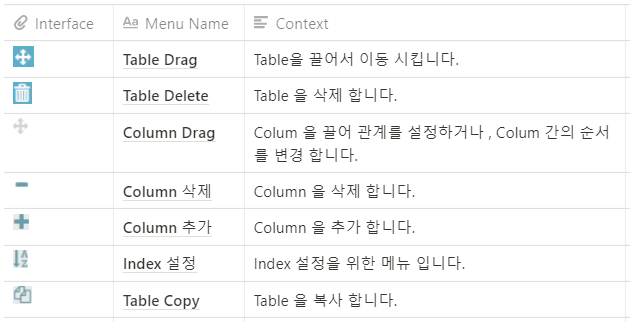 Interface Aa Menu Name Context
Table Drag Table을 끌어서 이동 시킵니다.
Table Delete Table 을 삭제 합니다.
Column Drag Colum 을 끌어 관계를 설정하거나 , Colum 간의 순서
를 변경 합니다.
Column 삭제 Column 을 삭제 합니다.
Column 추가 Column 을 추가 합니다.
Index 설정 Index 설정을 위한 메뉴 입니다.
Table Copy Table 을 복사 합니다.